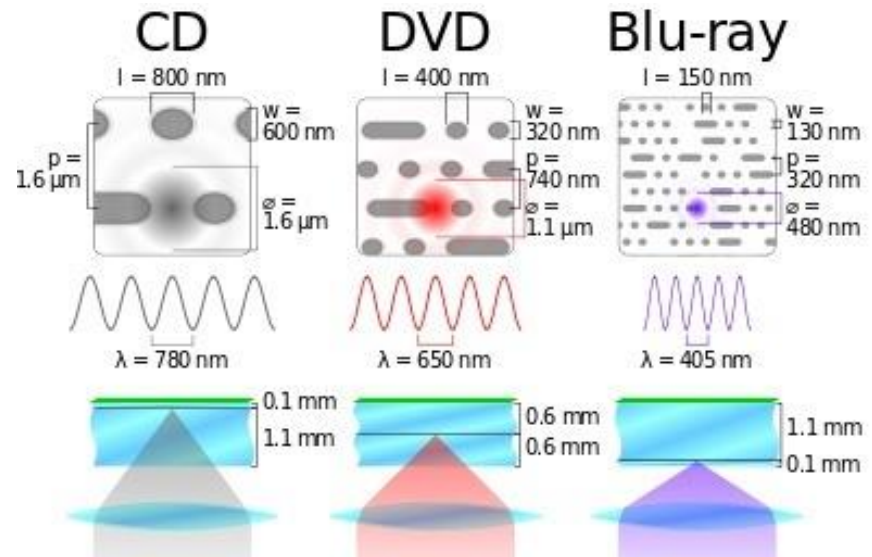 CD
DVD
Blu-ray
l = 800 nm
w =
600 nm
p =
1.6 µm
⌀ =
1.6 µm
l = 400 nm
w =
320 nm
p =
740 nm
⌀ =
1.1 µm
l = 150 nm
w =
130 nm
p =
320 nm
⌀ =
480 nm
λ = 780 nm
λ = 650 nm
λ = 405 nm
0.1 mm
1.1 mm
0.6 mm
0.6 mm
1.1 mm
0.1 mm